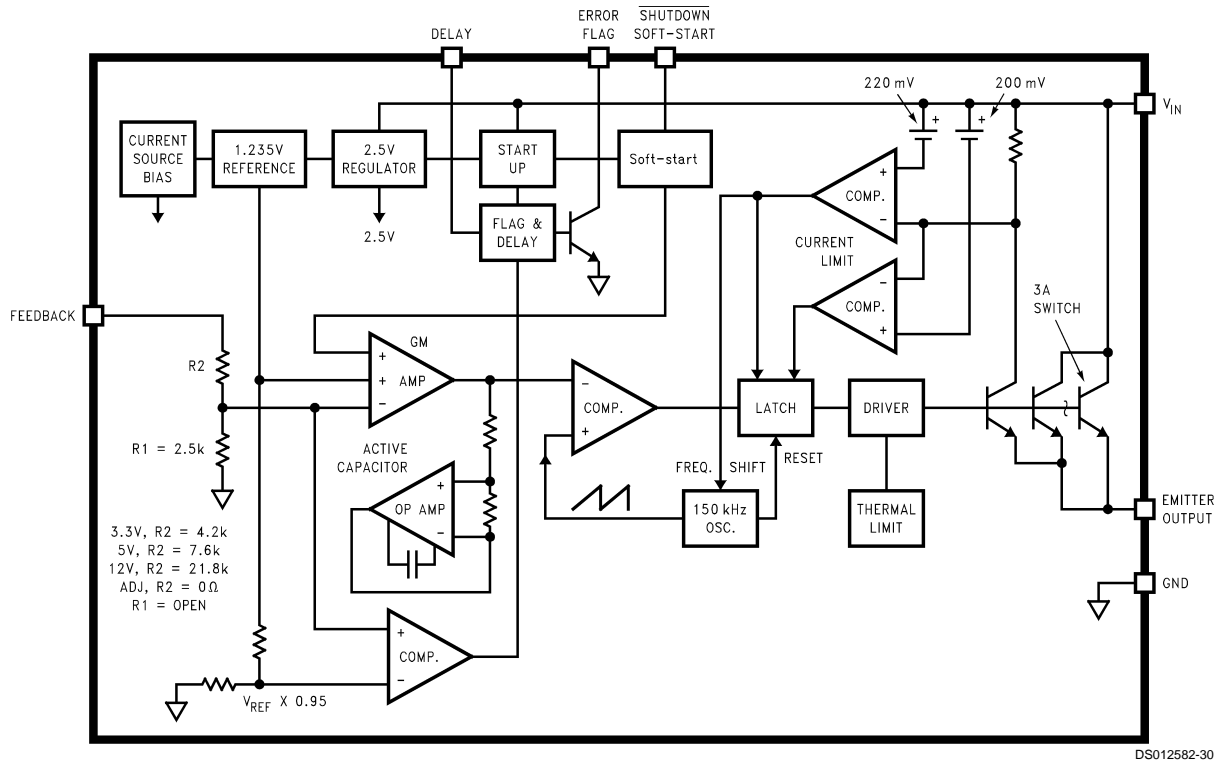 DELAY
ERROR
FLAG
SHUTDOWN
SOFT-START
220 mV
200 mV
VIN
CURRENT
SOURCE
BIAS
1.235V
REFERENCE
2.5V
REGULATOR
START
UP
Soft-start
+
+
+
COMP.
−
FLAG &
DELAY
2.5V
CURRENT
LIMIT
−
COMP.
+
3A
SWITCH
FEEDBACK
R2
GM
AMP
+
+
−
−
COMP.
+
LATCH
DRIVER
R1 = 2.5k
ACTIVE
CAPACITOR
FREQ. SHIFT
RESET
+
OP AMP
−
150 kHz
OSC.
THERMAL
LIMIT
EMITTER
OUTPUT
3.3V, R2 = 4.2k
5V, R2 = 7.6k
12V, R2 = 21.8k
ADJ, R2 = 0Ω
R1 = OPEN
GND
+
COMP.
−
VREF X 0.95
DS012582-30